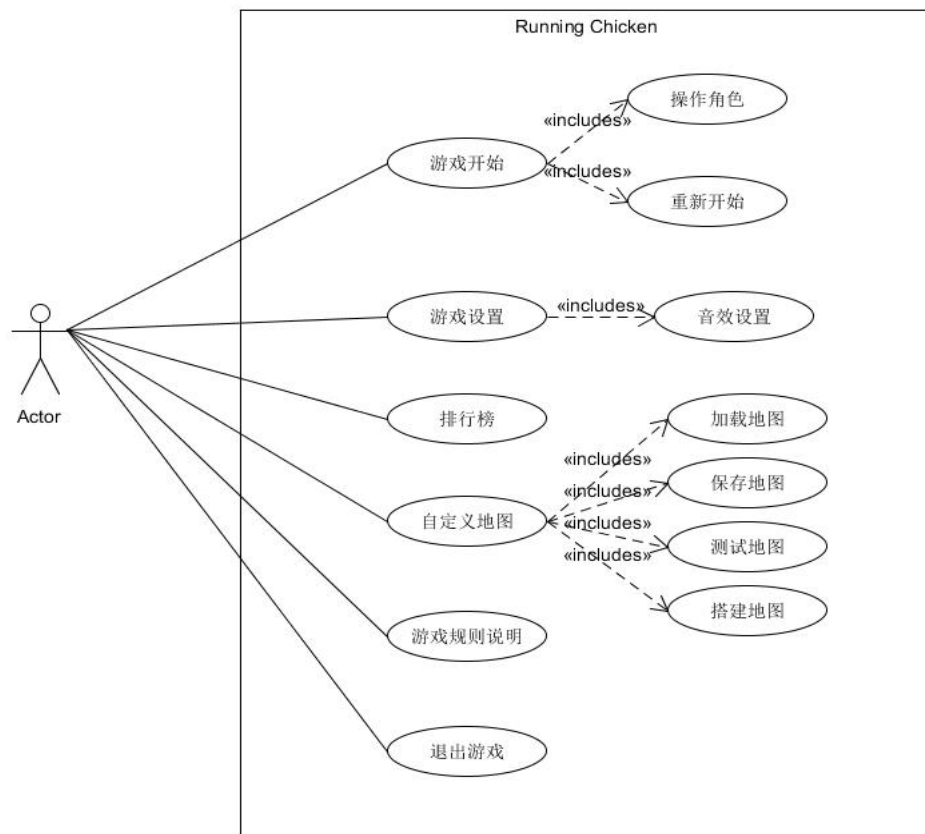 Running Chicken
操作角色
«includes»
游戏开始
«includes»
重新开始
游戏设置
«includes»
音效设置
Actor
排行榜
加载地图
«includes»
保存地图
«includes»
自定义地图
«includes»
测试地图
«includes»
搭建地图
游戏规则说明
退出游戏